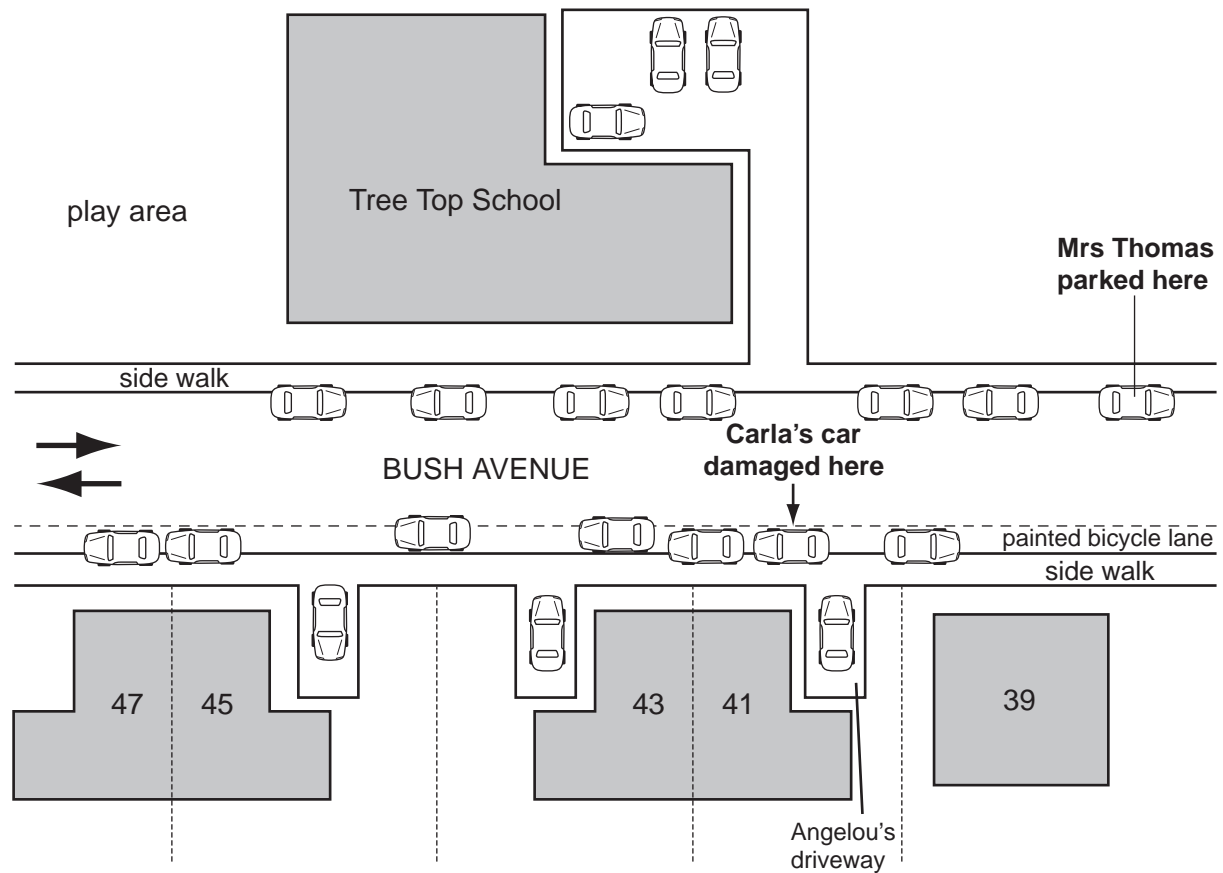 play area
Tree Top School
Mrs Thomas
parked here
side walk
Carla’s car
damaged here
BUSH AVENUE
painted bicycle lane
side walk
47
45
43
41
39
Angelou’s
driveway